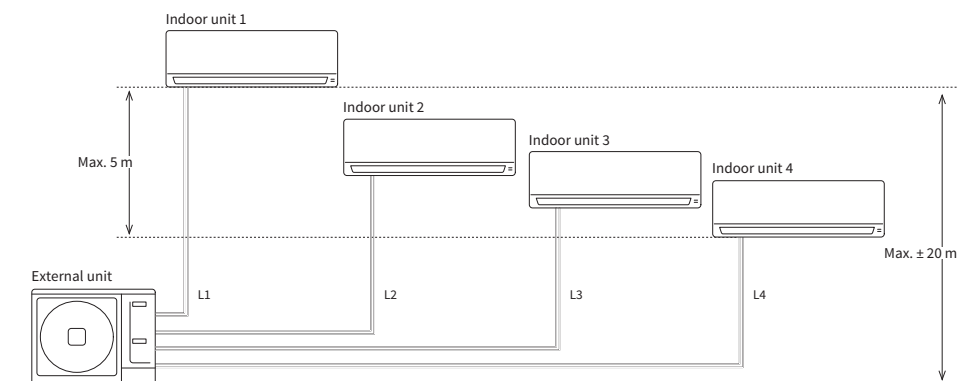 Indoor unit 1
Indoor unit 2
Indoor unit 3
Max. 5 m
Indoor unit 4
Max. ± 20 m
External unit
L1
L2
L3
L4